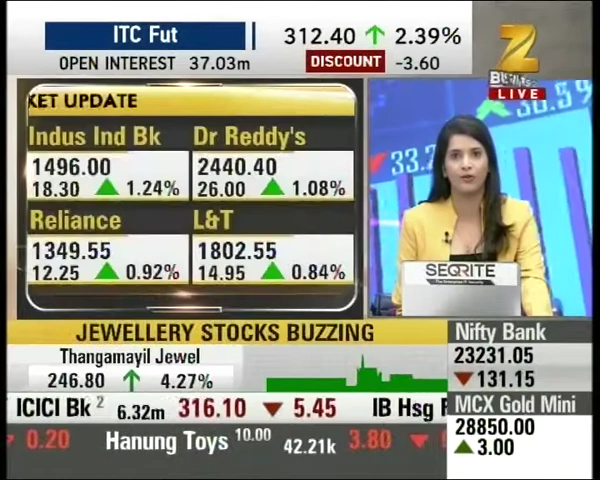 ITC Fut
312.40 2.39%
OPEN INTEREST 37.03m
DISCOUNT -3.60
Z
LIVE
KET UPDATE
Indus Ind Bk
1496.00
18.30 1.24%
Dr Reddy's
2440.40
26.00 1.08%
Reliance
1349.55
12.25 0.92%
L&T
1802.55
14.95 0.84%
33.2
SEQRITE
JEWELLERY STOCKS BUZZING
Thangamayil Jewel
246.80 4.27%
Nifty Bank
23231.05
131.15
ICICI Bk 2 6.32m 316.10 5.45 IB Hsg
MCX Gold Mini
28850.00
3.00
0.20 Hanung Toys 10.00 42.21k 3.80